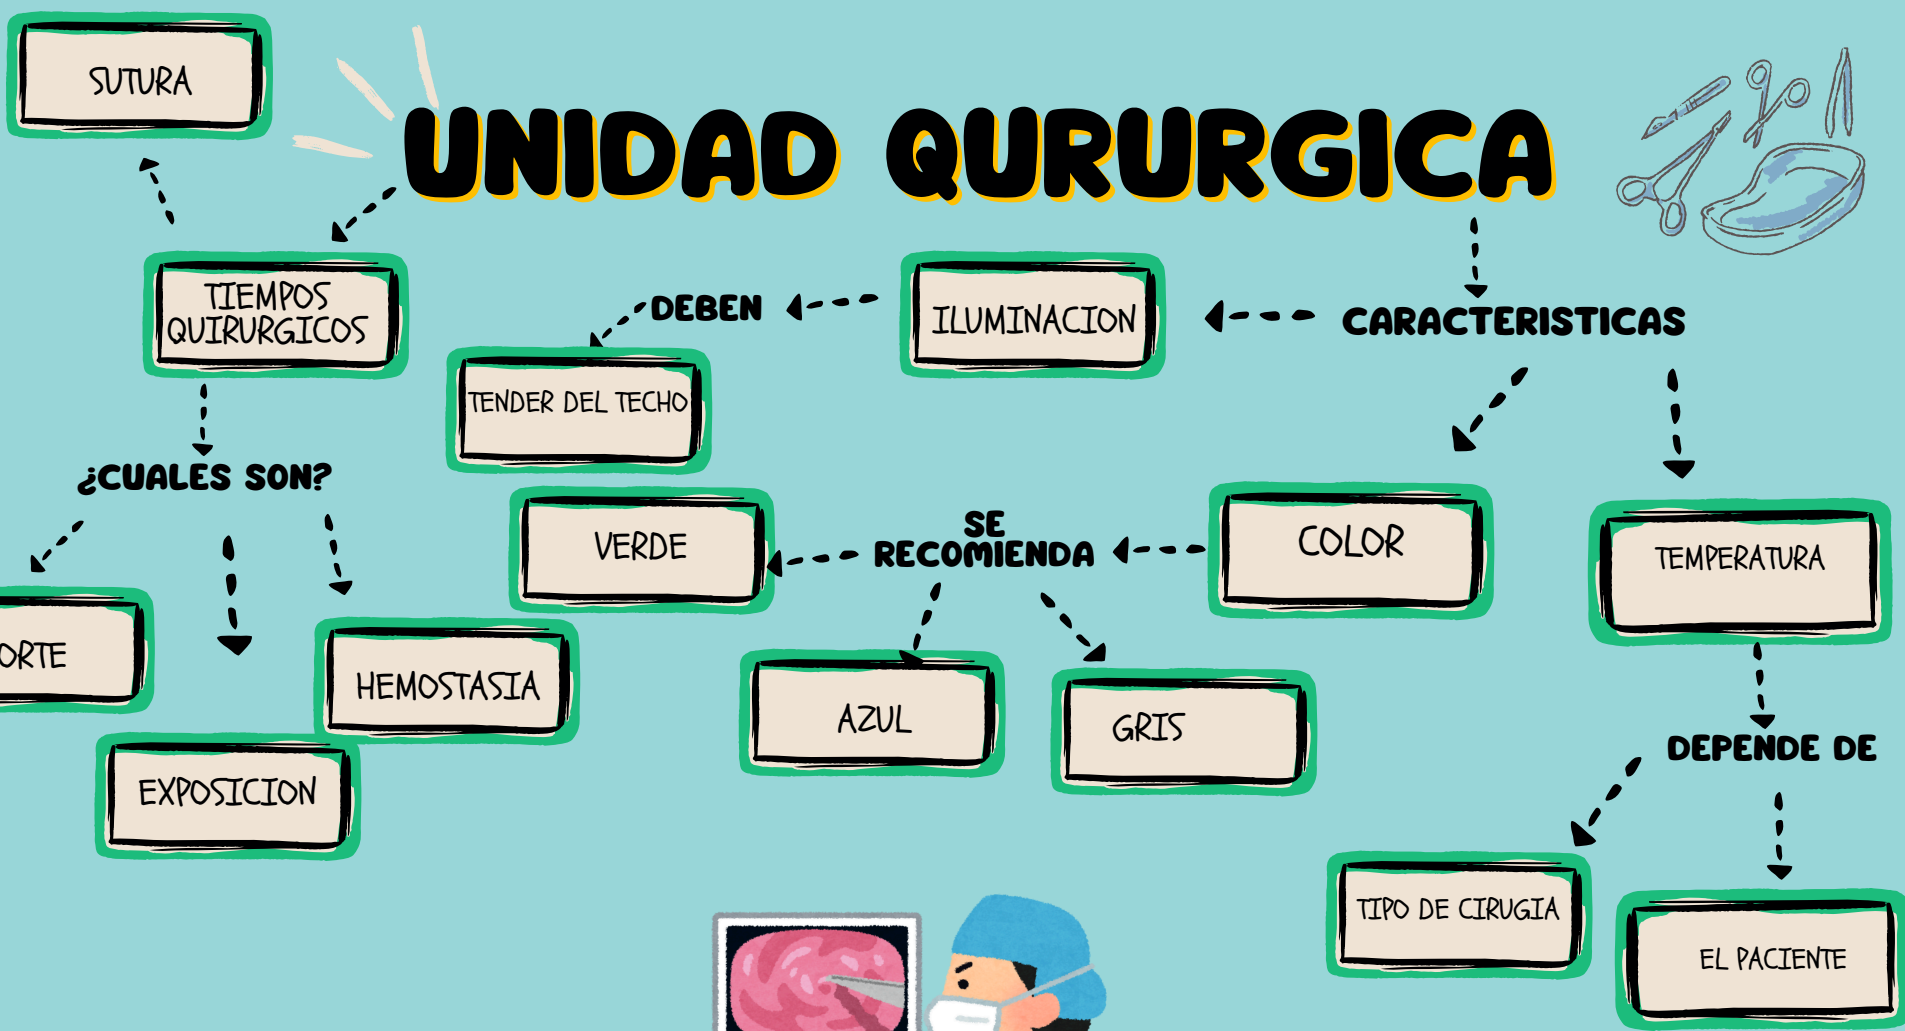 SUTURA
UNIDAD QURURGICA
TIEMPOS
QUIRURGICOS
DEBEN
ILUMINACION
CARACTERISTICAS
TENDER DEL TECHO
¿CUALES SON?
VERDE
SE
RECOMIENDA
COLOR
TEMPERATURA
ORTE
HEMOSTASIA
EXPOSICION
AZUL
GRIS
DEPENDE DE
TIPO DE CIRUGIA
EL PACIENTE